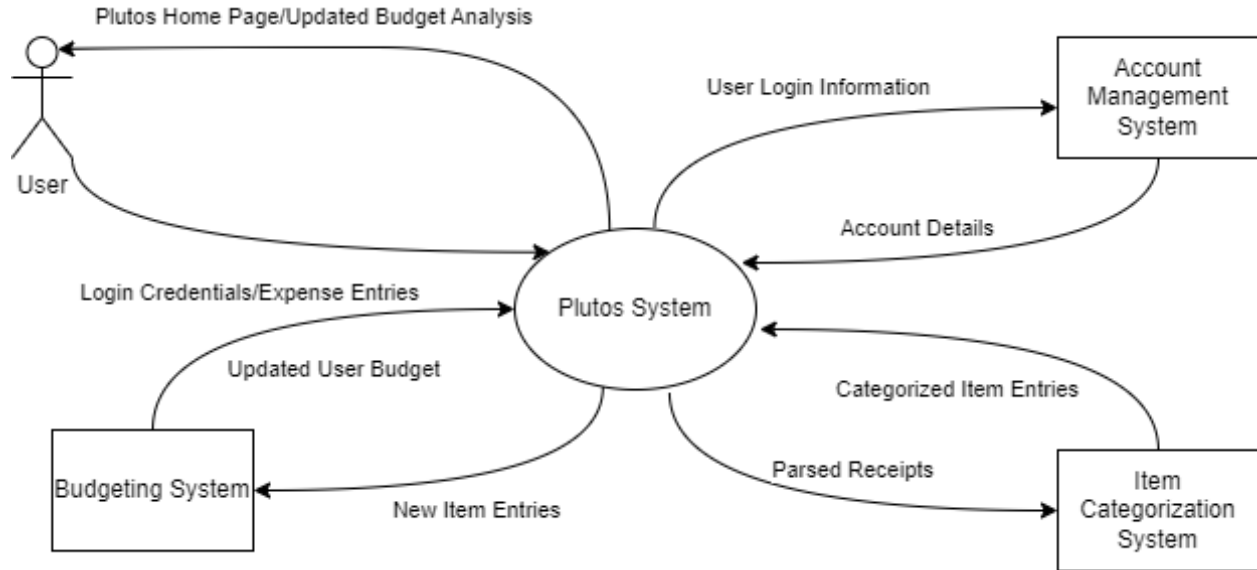 Plutos Home Page/Updated Budget Analysis
User
User Login Information
Account
Management
System
Account Details
Login Credentials/Expense Entries
Plutos System
Updated User Budget
Categorized Item Entries
Budgeting System
New Item Entries
Parsed Receipts
Item
Categorization
System